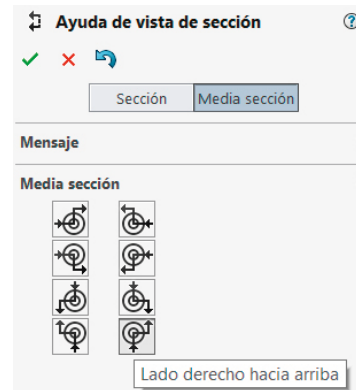 Ayuda de vista de sección
Sección Media sección
Mensaje
Media sección
Lado derecho hacia arriba